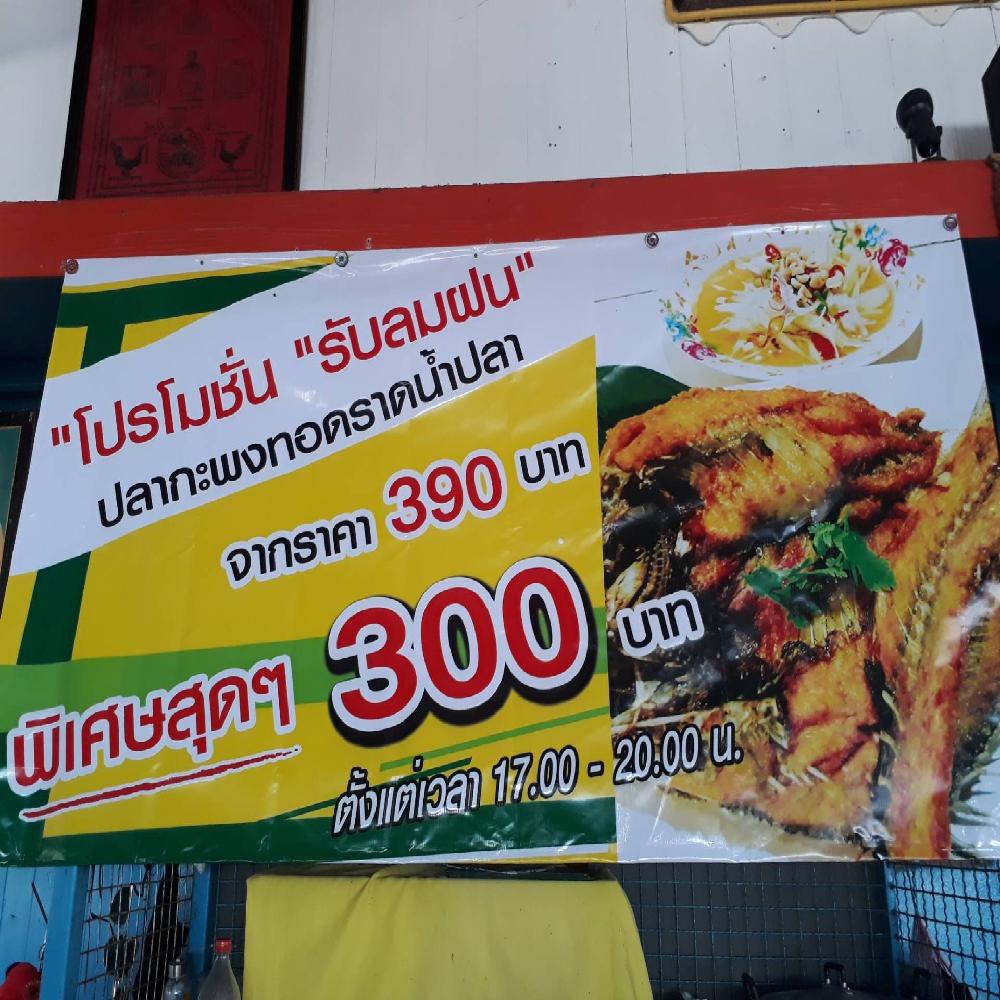 "โปรโมชั่น "รับลมฝน"
ปลากะพงทอดราดน้ำปลา
จากราคา 390 บาท
พิเศษสุดๆ 300 บาท
ตั้งแต่เวลา 17.00 - 20.00 น.